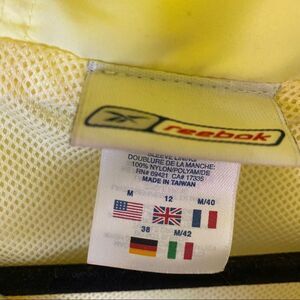 Reebok
SLEEVE LINING:
DOUBLURE DE LA MANCHE:
100% NYLON/POLYAMIDE
RN# 89421 CA# 17335
MADE IN TAIWAN
M 12 M/40
38 M/42